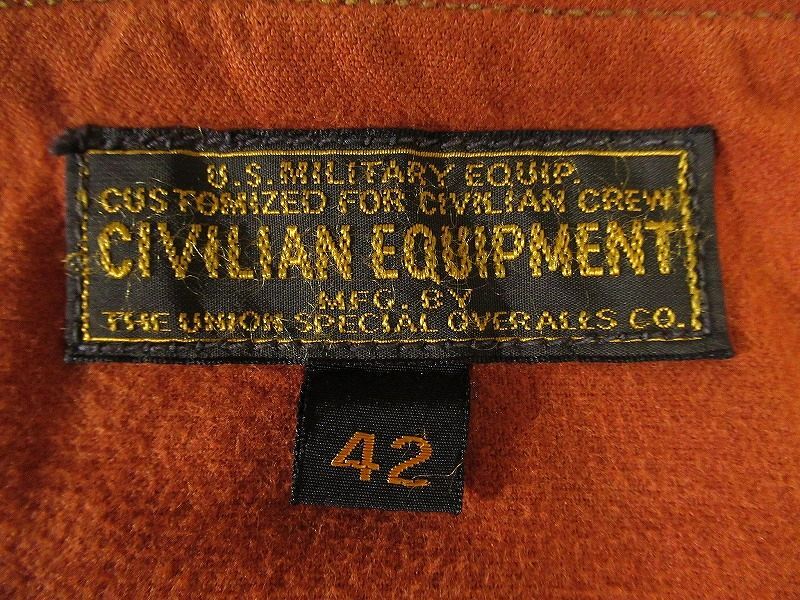 U.S. MILITARY EQUIP.
CUSTOMIZED FOR CIVILIAN CREW
CIVILIAN EQUIPMENT
MFG. BY
THE UNION SPECIAL OVERALLS CO.
42